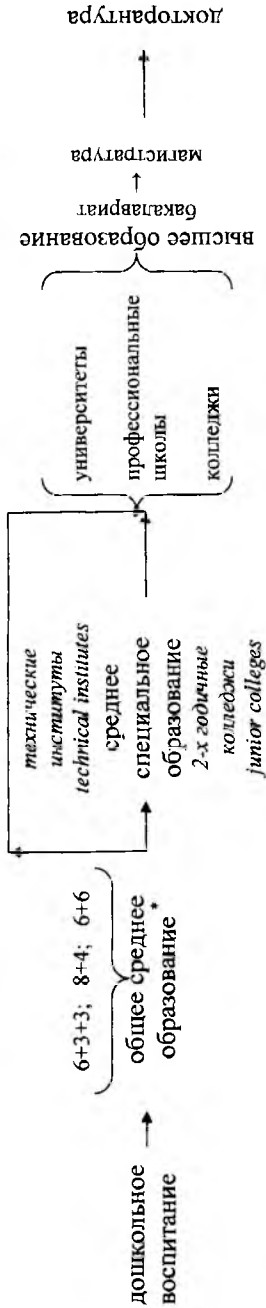 дошкольное
воспитание
6+3+3; 8+4; 6+6
общее среднее
образование*
технические
институты
technical institutes
среднее
специальное
образование
2-х годичные
колледжи
junior colleges
университеты
профессиональные
школы
колледжи
высшее образование
бакалавриат
магистратура
докторантура